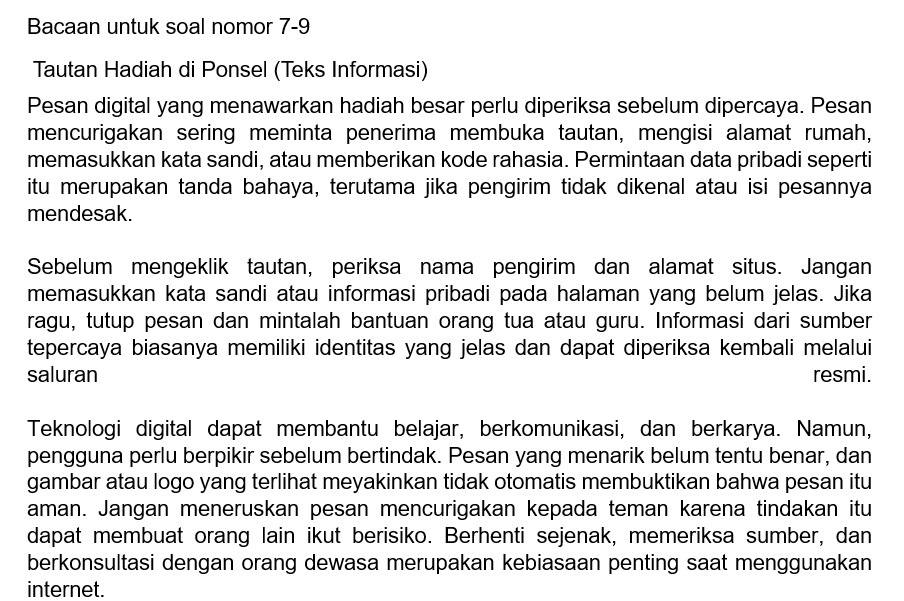 Bacaan untuk soal nomor 7-9
Tautan Hadiah di Ponsel (Teks Informasi)
Pesan digital yang menawarkan hadiah besar perlu diperiksa sebelum dipercaya. Pesan
mencurigakan sering meminta penerima membuka tautan, mengisi alamat rumah,
memasukkan kata sandi, atau memberikan kode rahasia. Permintaan data pribadi seperti
itu merupakan tanda bahaya, terutama jika pengirim tidak dikenal atau isi pesannya
mendesak.
Sebelum mengeklik tautan, periksa nama pengirim dan alamat situs. Jangan
memasukkan kata sandi atau informasi pribadi pada halaman yang belum jelas. Jika
ragu, tutup pesan dan mintalah bantuan orang tua atau guru. Informasi dari sumber
tepercaya biasanya memiliki identitas yang jelas dan dapat diperiksa kembali melalui
saluran resmi.
Teknologi digital dapat membantu belajar, berkomunikasi, dan berkarya. Namun,
pengguna perlu berpikir sebelum bertindak. Pesan yang menarik belum tentu benar, dan
gambar atau logo yang terlihat meyakinkan tidak otomatis membuktikan bahwa pesan itu
aman. Jangan meneruskan pesan mencurigakan kepada teman karena tindakan itu
dapat membuat orang lain ikut berisiko. Berhenti sejenak, memeriksa sumber, dan
berkonsultasi dengan orang dewasa merupakan kebiasaan penting saat menggunakan
internet.